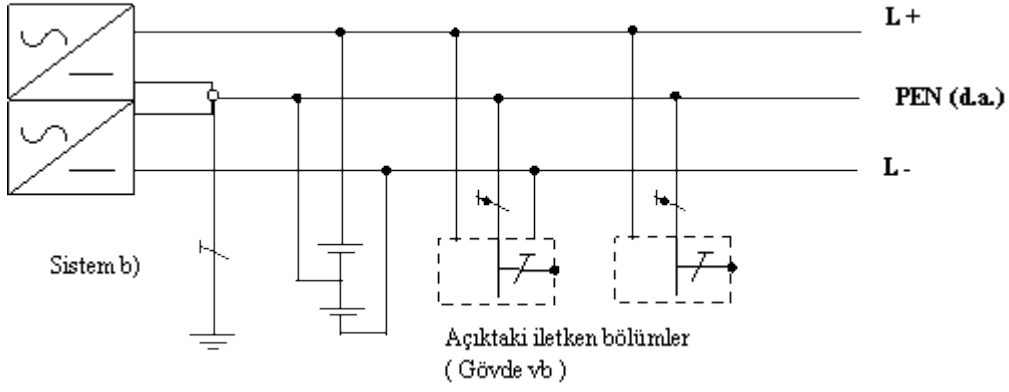 L +
PEN (d.a.)
L -
Sistem b)
Açıktaki iletken bölümler
( Gövde vb )